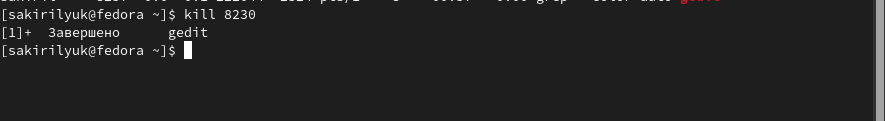 [sakirilyuk@fedora ~]$ kill 8230
[1]+  Завершено      gedit
[sakirilyuk@fedora ~]$